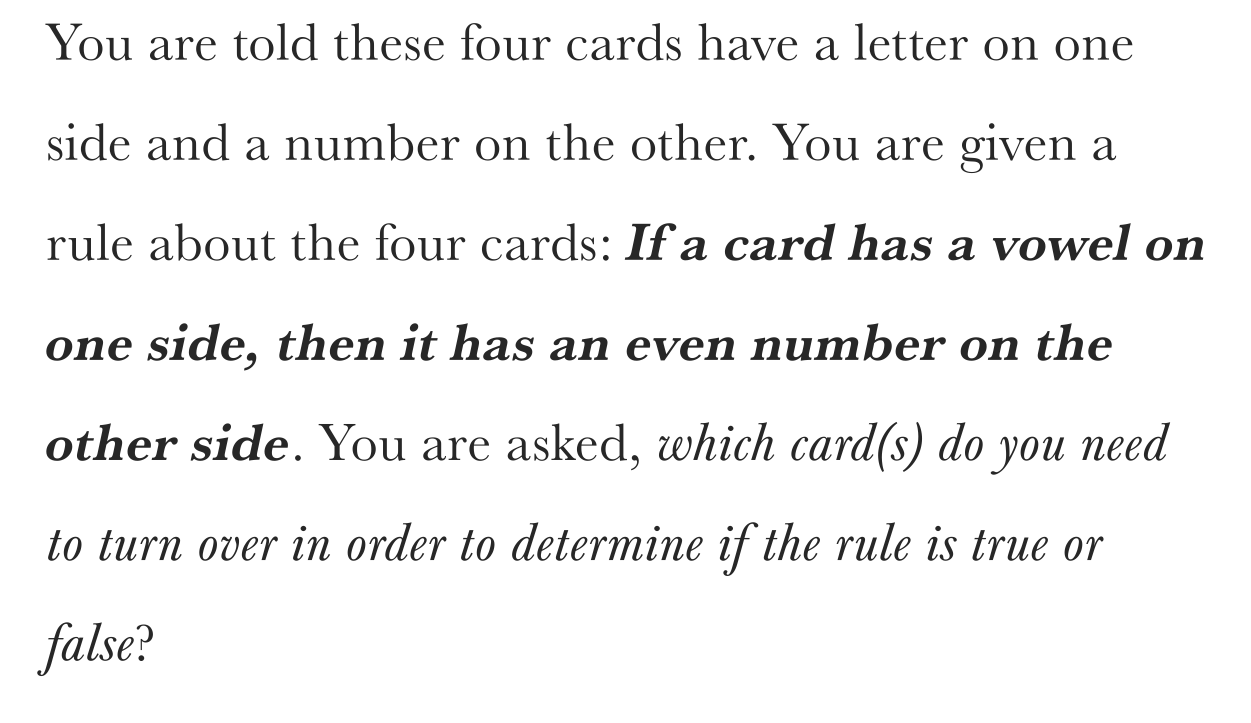 You are told these four cards have a letter on one
side and a number on the other. You are given a
rule about the four cards: If a card has a vowel on
one side, then it has an even number on the
other side. You are asked, which card(s) do you need
to turn over in order to determine if the rule is true or
false?